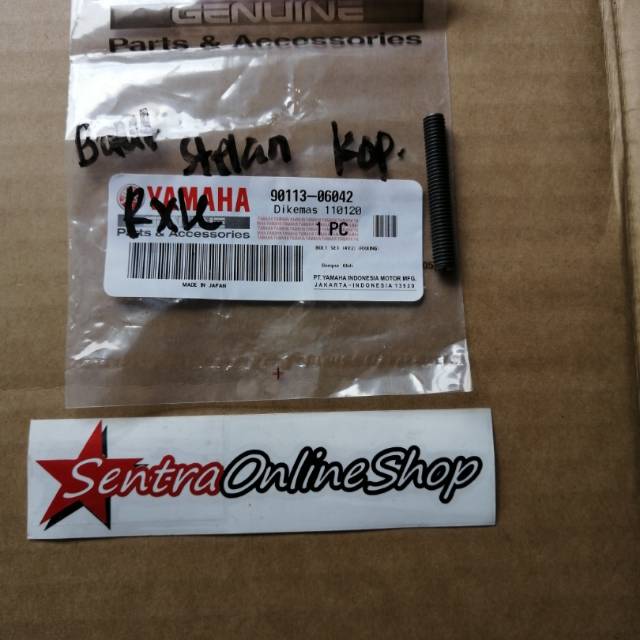 GENUINE
Parts & Accessories
Baut stelan kop.
RXK
YAMAHA
90113-06042
Dikemas 110120
Parts & Accessories
1 PC
MADE IN JAPAN
PT.YAMAHA INDONESIA MOTOR MFG.
JAKARTA-INDONESIA 13920
SentraOnlineShop